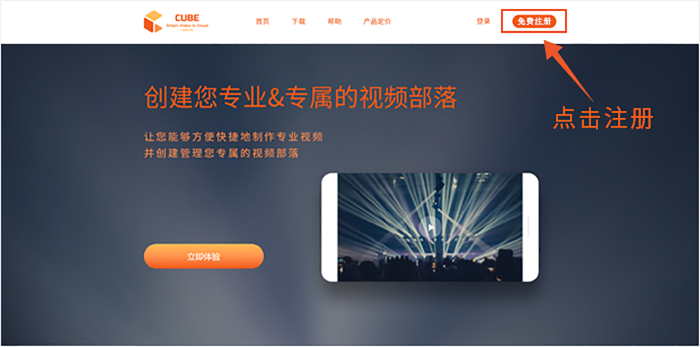 CUBE
Smart Video in Cloud
首页 下载 帮助 产品定价 登录 免费注册
点击注册
创建您专业&专属的视频部落
让您能够方便快捷地制作专业视频
并创建管理您专属的视频部落
立即体验